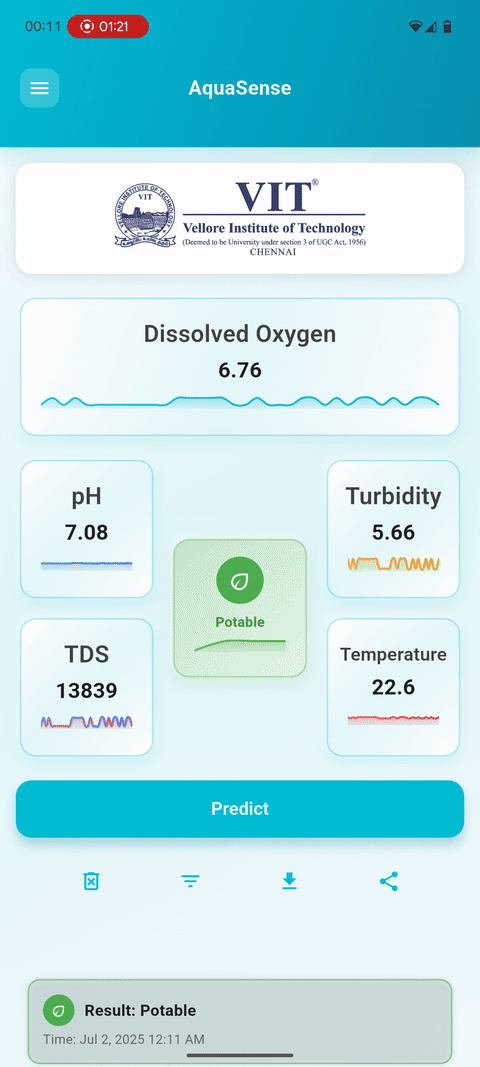 00:11 01:21
AquaSense
VELLORE INSTITUTE OF TECHNOLOGY
VIT
VIT®
Vellore Institute of Technology
(Deemed to be University under section 3 of UGC Act, 1956)
CHENNAI
Dissolved Oxygen
6.76
pH
7.08
Turbidity
5.66
Potable
TDS
13839
Temperature
22.6
Predict
Result: Potable
Time: Jul 2, 2025 12:11 AM